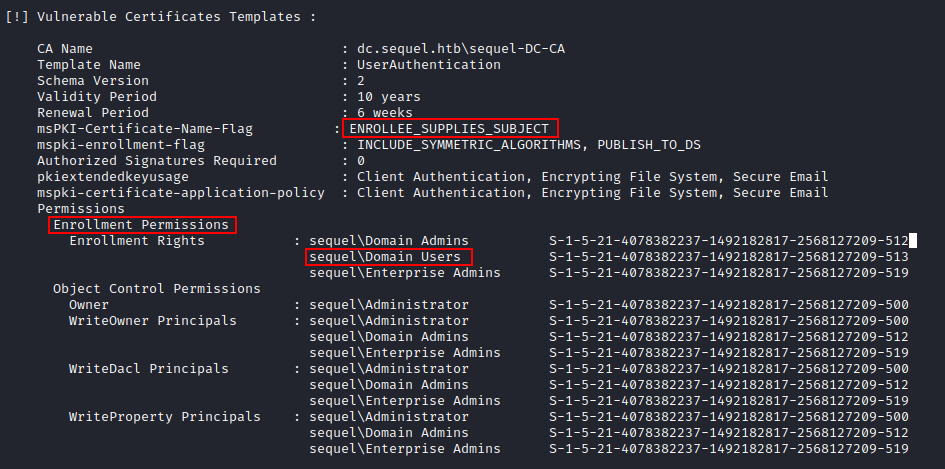 [!] Vulnerable Certificates Templates :
CA Name : dc.sequel.htb\sequel-DC-CA
Template Name : UserAuthentication
Schema Version : 2
Validity Period : 10 years
Renewal Period : 6 weeks
msPKI-Certificate-Name-Flag : ENROLLEE_SUPPLIES_SUBJECT
mspki-enrollment-flag : INCLUDE_SYMMETRIC_ALGORITHMS, PUBLISH_TO_DS
Authorized Signatures Required : 0
pkiextendedkeyusage : Client Authentication, Encrypting File System, Secure Email
mspki-certificate-application-policy : Client Authentication, Encrypting File System, Secure Email
Permissions
Enrollment Permissions
Enrollment Rights : sequel\Domain Admins S-1-5-21-4078382237-1492182817-2568127209-512
sequel\Domain Users S-1-5-21-4078382237-1492182817-2568127209-513
sequel\Enterprise Admins S-1-5-21-4078382237-1492182817-2568127209-519
Object Control Permissions
Owner : sequel\Administrator S-1-5-21-4078382237-1492182817-2568127209-500
WriteOwner Principals : sequel\Administrator S-1-5-21-4078382237-1492182817-2568127209-500
sequel\Domain Admins S-1-5-21-4078382237-1492182817-2568127209-512
sequel\Enterprise Admins S-1-5-21-4078382237-1492182817-2568127209-519
WriteDacl Principals : sequel\Administrator S-1-5-21-4078382237-1492182817-2568127209-500
sequel\Domain Admins S-1-5-21-4078382237-1492182817-2568127209-512
sequel\Enterprise Admins S-1-5-21-4078382237-1492182817-2568127209-519
WriteProperty Principals : sequel\Administrator S-1-5-21-4078382237-1492182817-2568127209-500
sequel\Domain Admins S-1-5-21-4078382237-1492182817-2568127209-512
sequel\Enterprise Admins S-1-5-21-4078382237-1492182817-2568127209-519